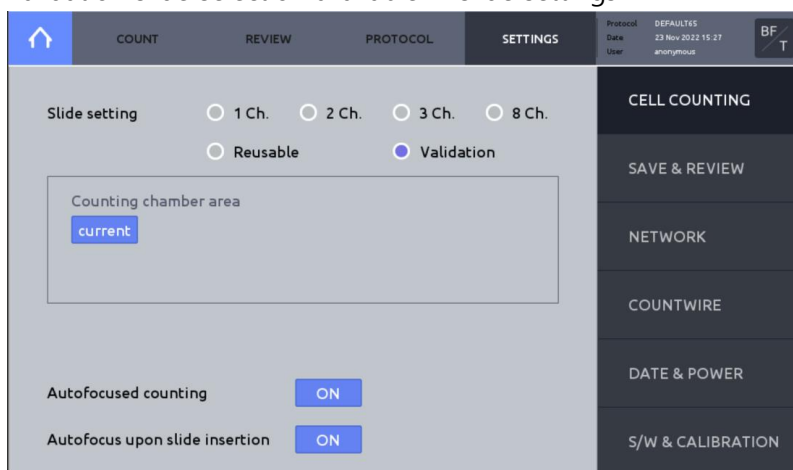 COUNT REVIEW PROTOCOL SETTINGS
Protocol DEFAULT65
Date 23 Nov 2022 15:27
User anonymous
BF/T
Slide setting 1 Ch. 2 Ch. 3 Ch. 8 Ch.
Reusable Validation
Counting chamber area
current
Autofocused counting ON
Autofocus upon slide insertion ON
CELL COUNTING
SAVE & REVIEW
NETWORK
COUNTWIRE
DATE & POWER
S/W & CALIBRATION